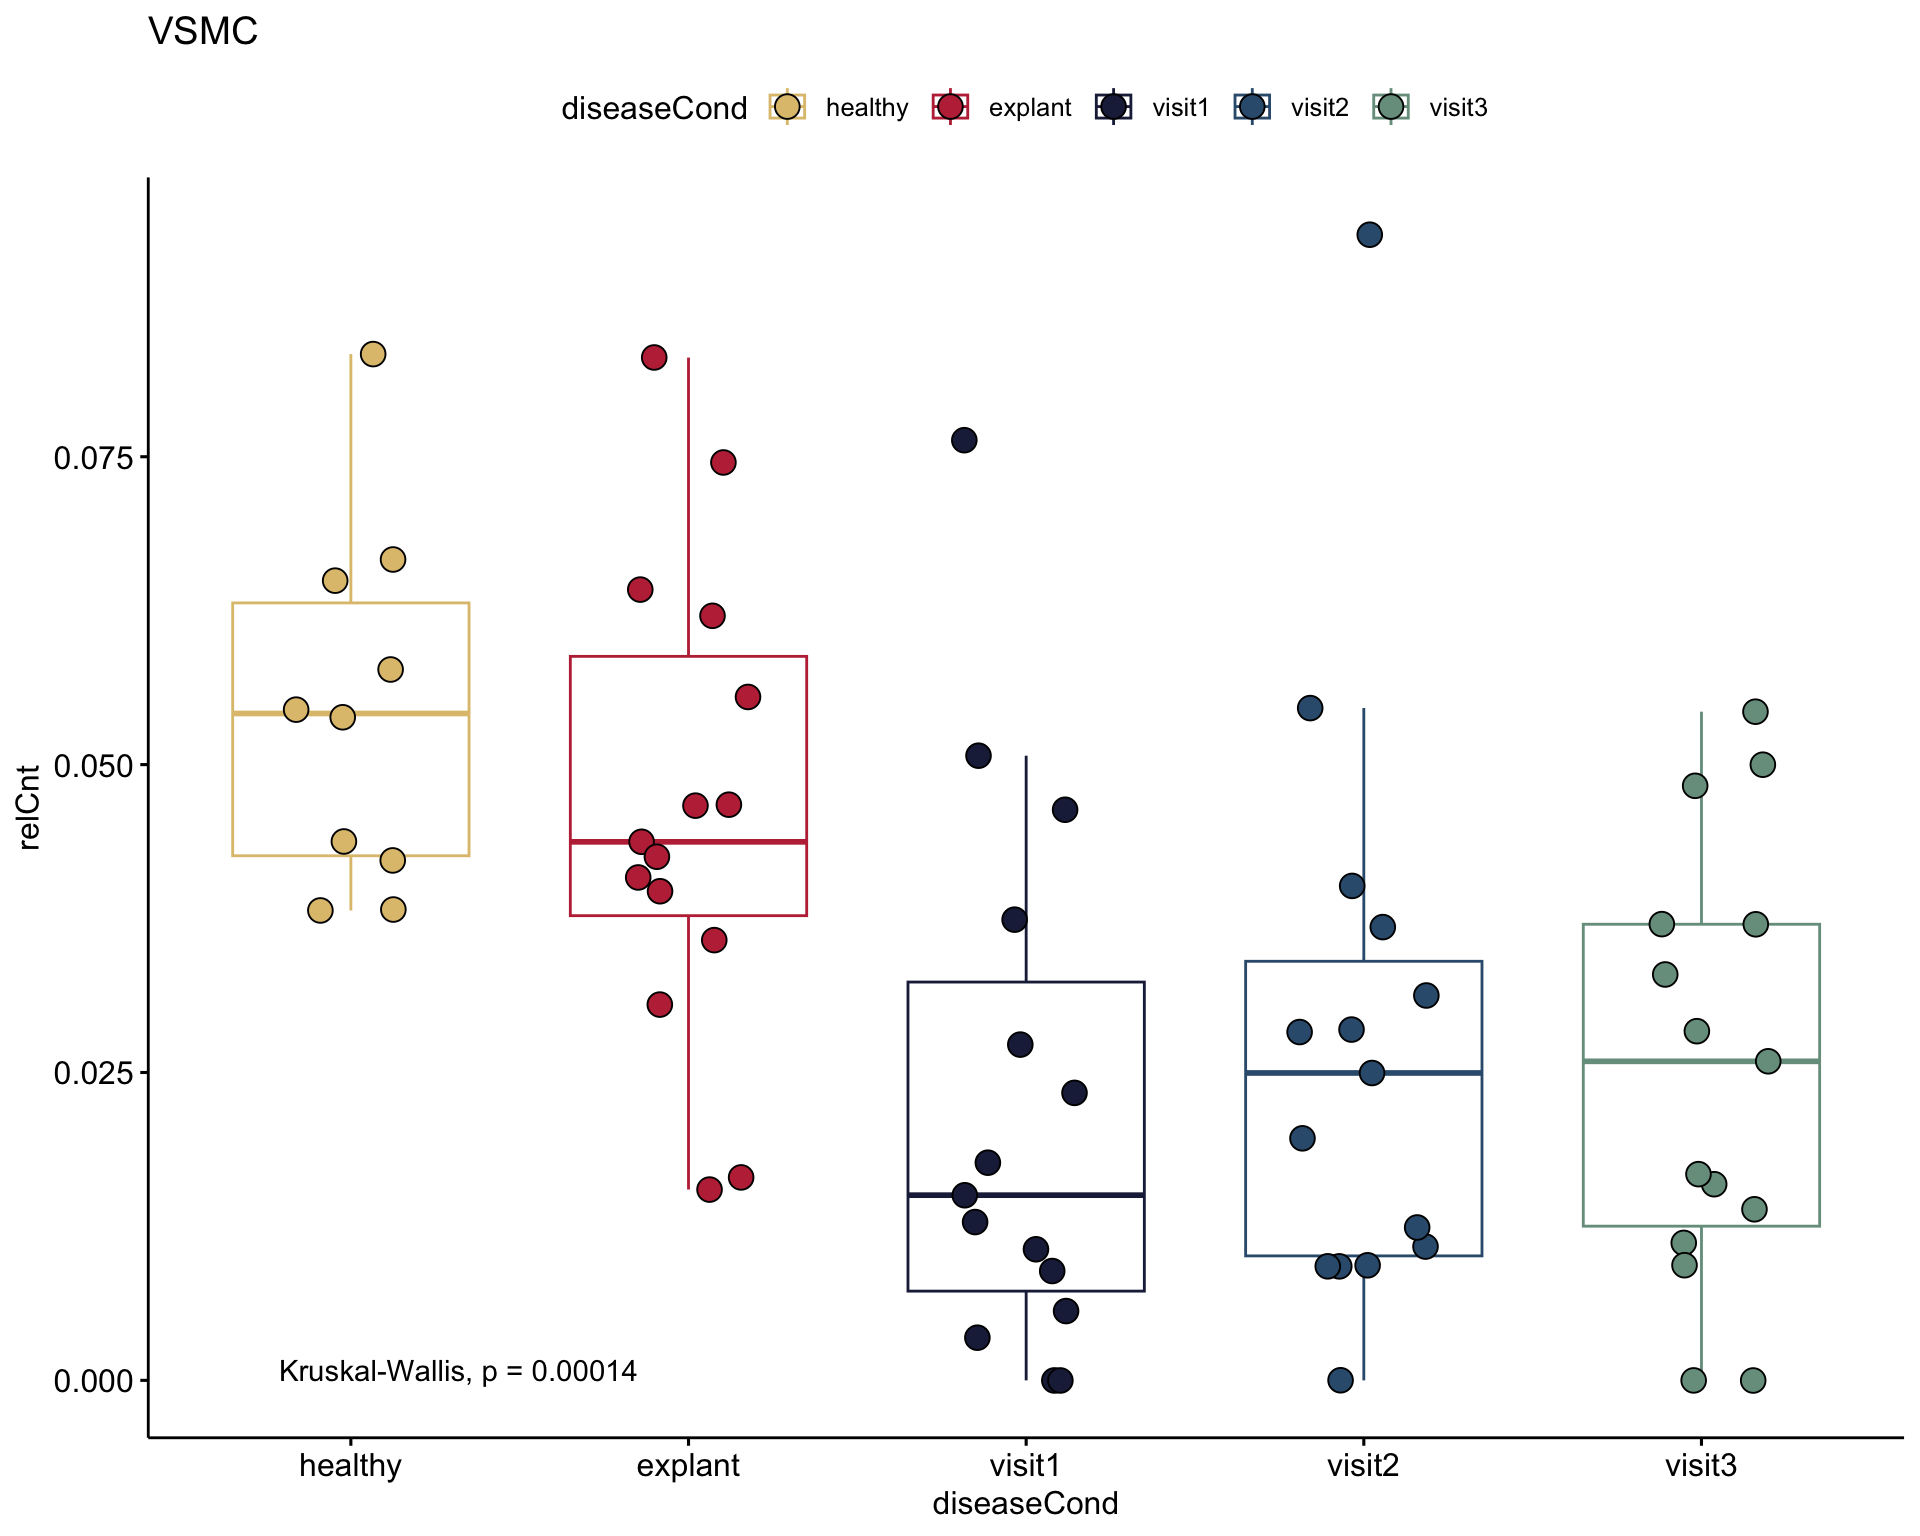 VSMC
diseaseCond healthy explant visit1 visit2 visit3
relCnt
0.075
0.050
0.025
0.000
Kruskal-Wallis, p = 0.00014
healthy explant visit1 visit2 visit3
diseaseCond